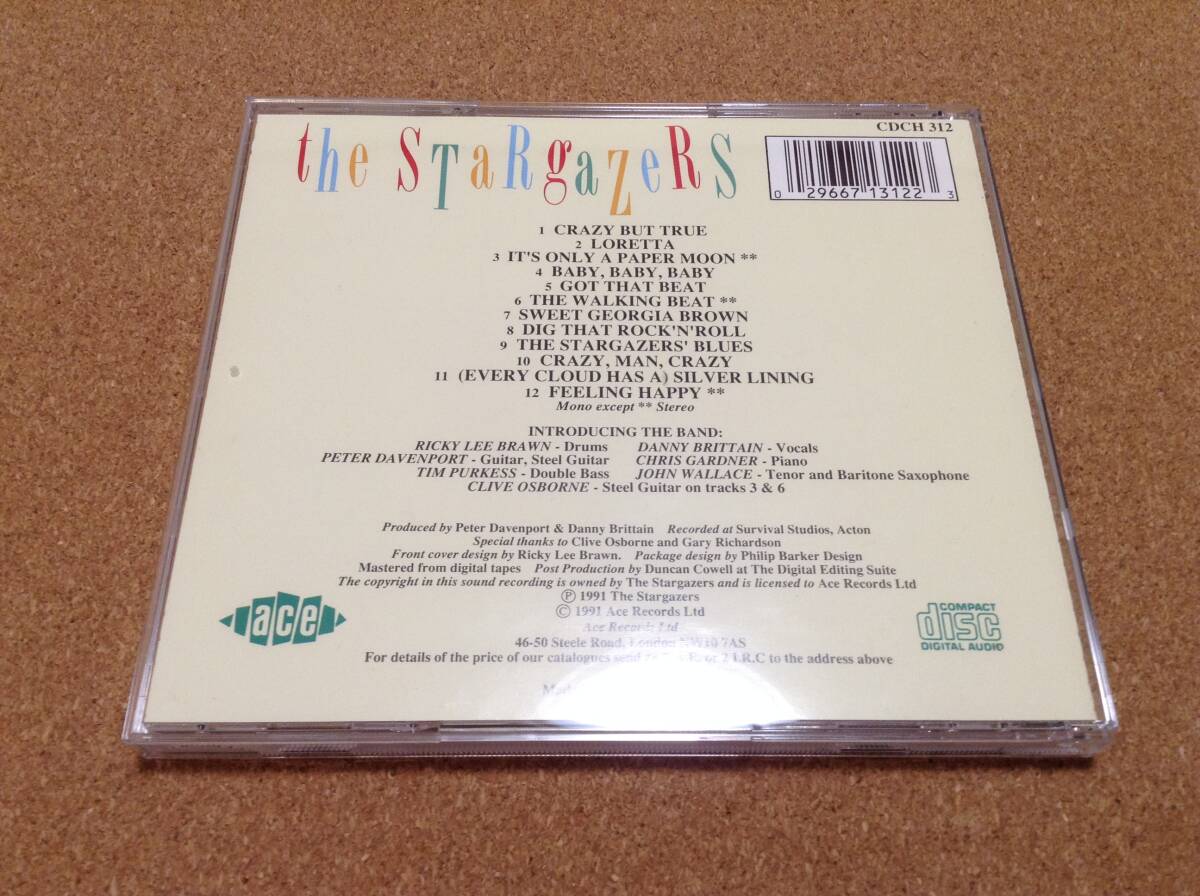 the STaRgaZeRS
CDCH 312
0 29667 13122 3
1 CRAZY BUT TRUE
2 LORETTA
3 IT'S ONLY A PAPER MOON **
4 BABY, BABY, BABY
5 GOT THAT BEAT
6 THE WALKING BEAT **
7 SWEET GEORGIA BROWN
8 DIG THAT ROCK'N'ROLL
9 THE STARGAZERS' BLUES
10 CRAZY, MAN, CRAZY
11 (EVERY CLOUD HAS A) SILVER LINING
12 FEELING HAPPY **
Mono except ** Stereo
INTRODUCING THE BAND:
RICKY LEE BRAWN - Drums DANNY BRITTAIN - Vocals
PETER DAVENPORT - Guitar, Steel Guitar CHRIS GARDNER - Piano
TIM PURKESS - Double Bass JOHN WALLACE - Tenor and Baritone Saxophone
CLIVE OSBORNE - Steel Guitar on tracks 3 & 6
Produced by Peter Davenport & Danny Brittain Recorded at Survival Studios, Acton
Special thanks to Clive Osborne and Gary Richardson
Front cover design by Ricky Lee Brawn. Package design by Philip Barker Design
Mastered from digital tapes Post Production by Duncan Cowell at The Digital Editing Suite
The copyright in this sound recording is owned by The Stargazers and is licensed to Ace Records Ltd
℗ 1991 The Stargazers
© 1991 Ace Records Ltd
Ace Records Ltd
46-50 Steele Road, London NW10 7AS
For details of the price of our catalogues send or 2 I.R.C to the address above
ace
COMPACT
disc
DIGITAL AUDIO